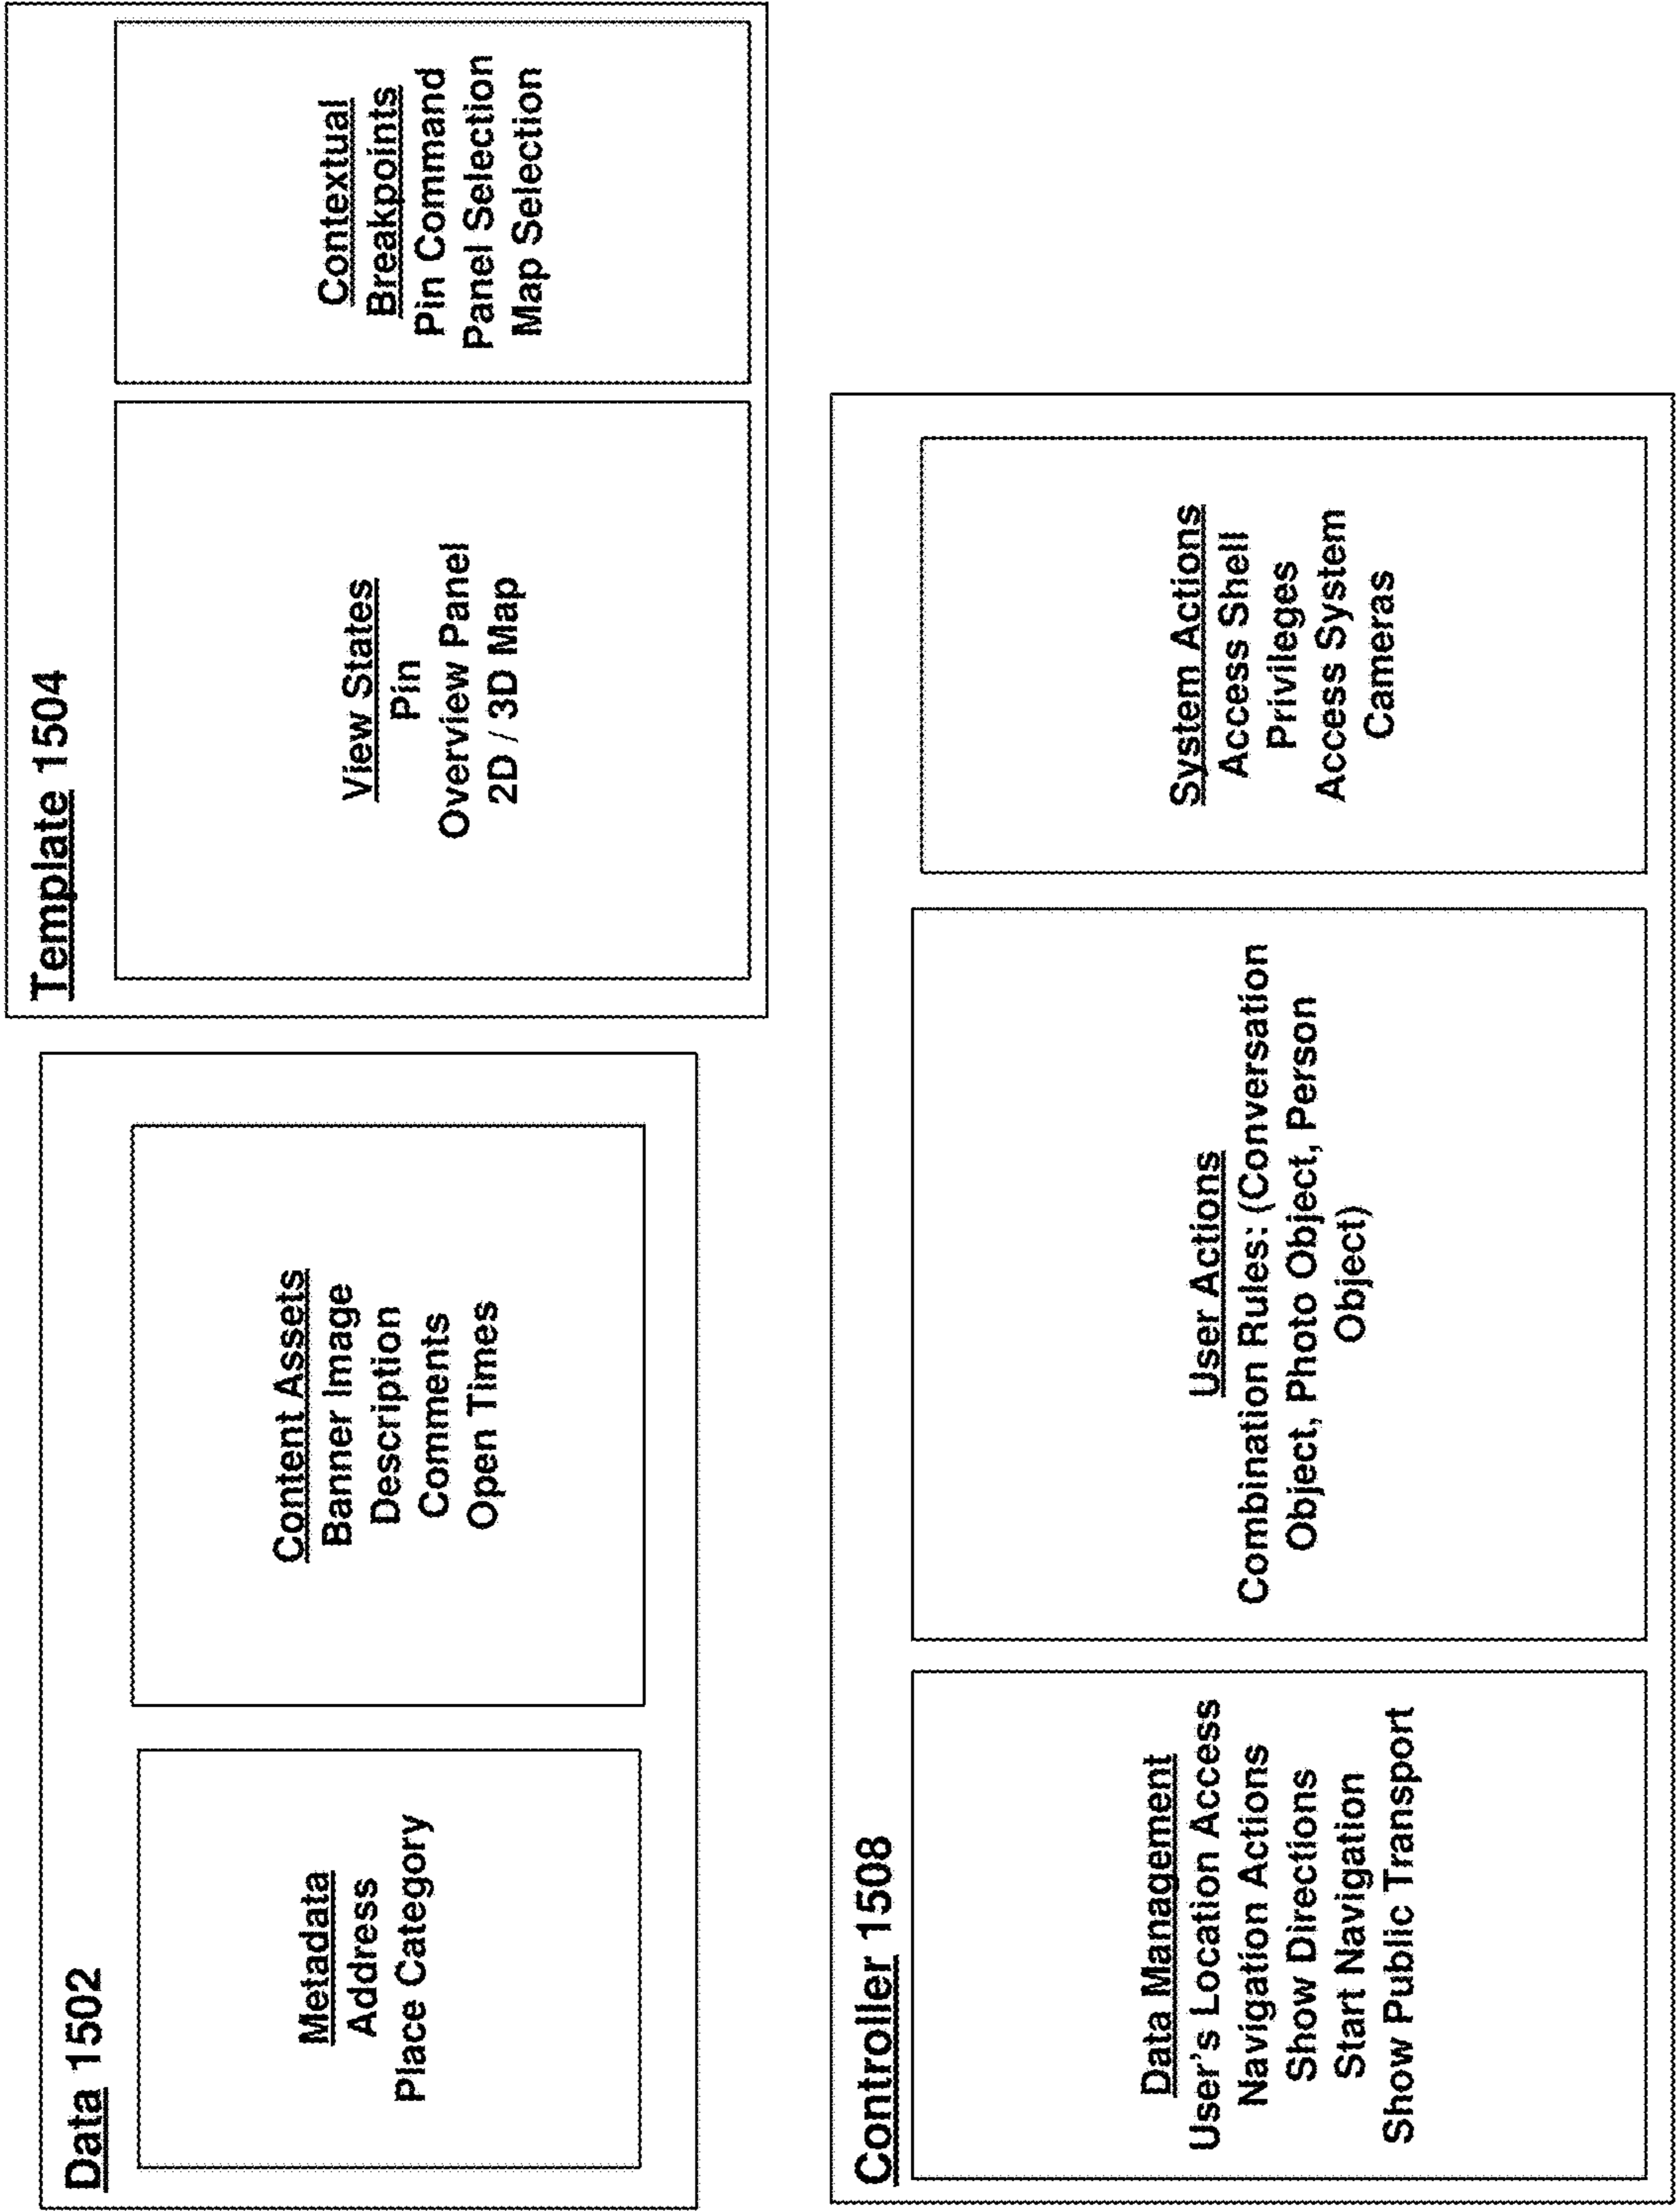 Data 1502
Metadata
Address
Place Category
Content Assets
Banner Image
Description
Comments
Open Times
Template 1504
View States
Pin
Overview Panel
2D / 3D Map
Contextual
Breakpoints
Pin Command
Panel Selection
Map Selection
Controller 1508
Data Management
User's Location Access
Navigation Actions
Show Directions
Start Navigation
Show Public Transport
User Actions
Combination Rules: (Conversation
Object, Photo Object, Person
Object)
System Actions
Access Shell
Privileges
Access System
Cameras